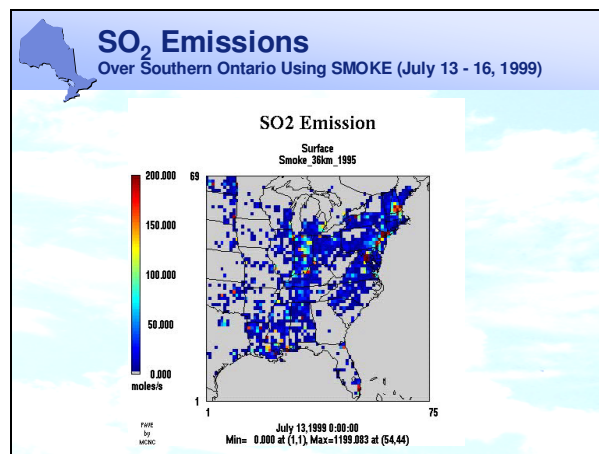 SO2 Emissions
Over Southern Ontario Using SMOKE (July 13 - 16, 1999)
SO2 Emission
Surface
Smoke_36km_1995
200.000
150.000
100.000
50.000
0.000
moles/s
69
1
1
75
PAVE
by
MCNC
July 13,1999 0:00:00
Min= 0.000 at (1,1), Max=1199.083 at (54,44)